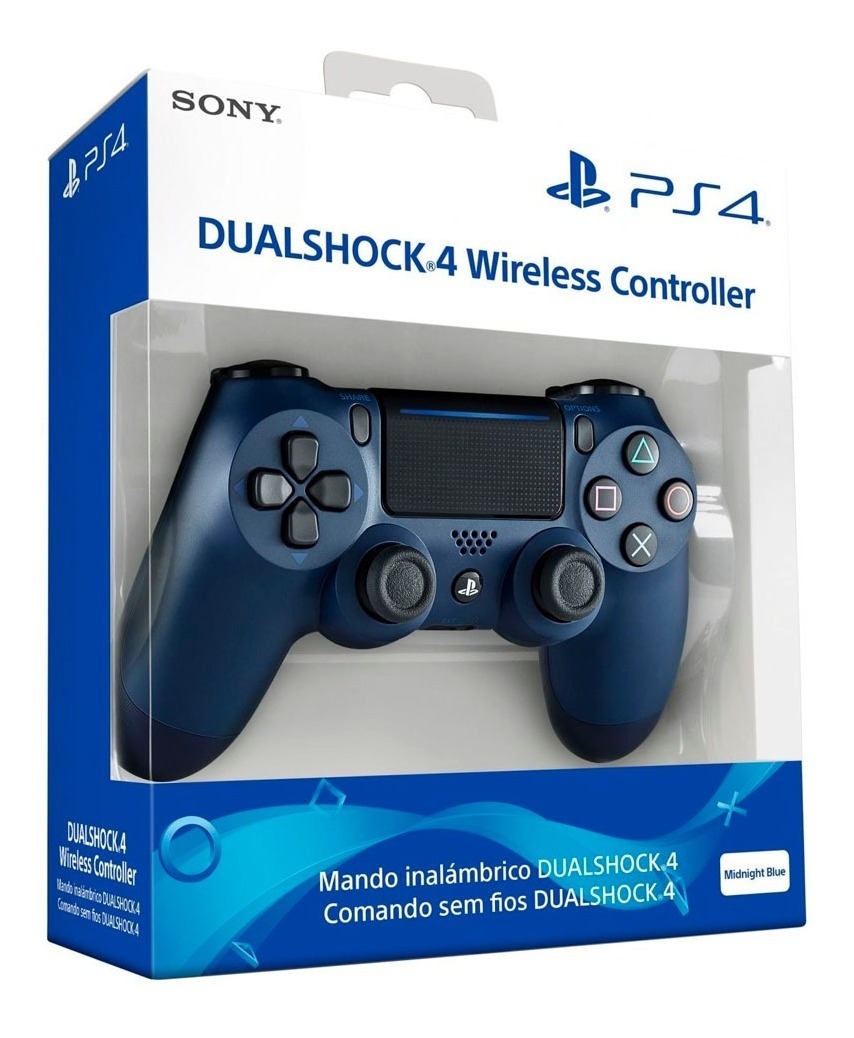 SONY®
PS4
PS4®
DUALSHOCK®4 Wireless Controller
SHARE
OPTIONS
DUALSHOCK®4
Wireless Controller
Mando inalámbrico DUALSHOCK®4
Comando sem fios DUALSHOCK®4
Mando inalámbrico DUALSHOCK®4
Comando sem fios DUALSHOCK®4
Midnight Blue